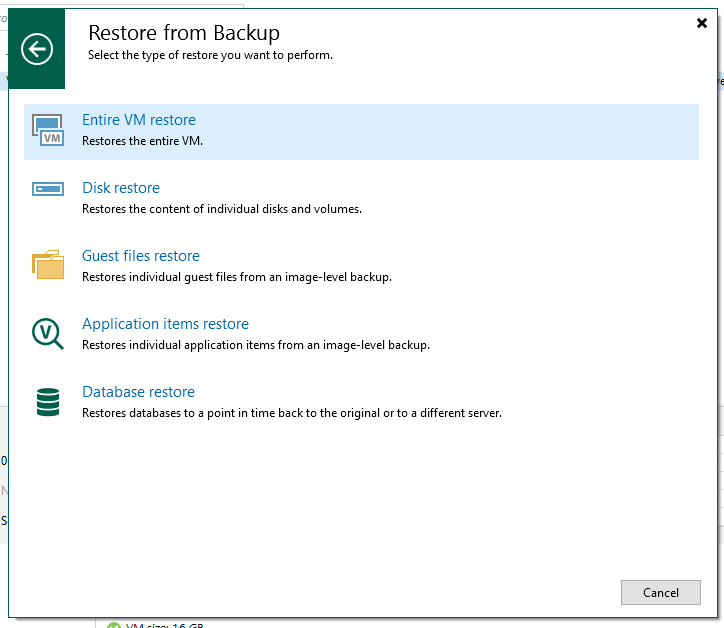 Restore from Backup
Select the type of restore you want to perform.
VM
Entire VM restore
Restores the entire VM.
Disk restore
Restores the content of individual disks and volumes.
Guest files restore
Restores individual guest files from an image-level backup.
V
Application items restore
Restores individual application items from an image-level backup.
Database restore
Restores databases to a point in time back to the original or to a different server.
Cancel
VM size: 16 GB